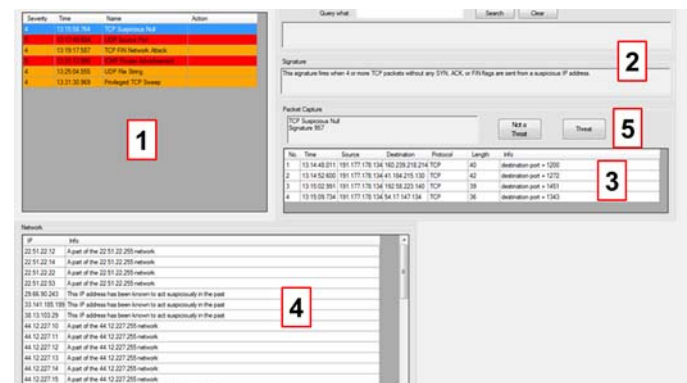 Severity Time Name Action
4 13:15:58.764 TCP Suspicious Null
UDP
4 13:19:17.587 TCP FIN Network Attack
4 13:25:04.855 UDP File String
4 13:31:30.969 Privileged TCP Sweep
1
Query what: Search Clear
2
Signature
This signature fires when 4 or more TCP packets without any SYN, ACK, or FIN flags are sent from a suspicious IP address.
Packet Capture
TCP Suspicious Null
Signature 957
Not a Threat
Threat
5
No. Time Source Destination Protocol Length Info
1 13:14:48.011 191.177.178.134 160.239.218.214 TCP 40 destination port = 1200
2 13:14:52.600 191.177.178.134 41.184.215.130 TCP 42 destination port = 1272
3 13:15:02.991 191.177.178.134 192.58.223.140 TCP 39 destination port = 1451
4 13:15:09.734 191.177.178.134 54.17.147.134 TCP 36 destination port = 1343
3
Network
IP Info
22.51.22.12 A part of the 22.51.22.255 network
22.51.22.14 A part of the 22.51.22.255 network
22.51.22.22 A part of the 22.51.22.255 network
22.51.22.53 A part of the 22.51.22.255 network
29.66.90.243 This IP address has been known to act suspiciously in the past
33.141.185.199 This IP address has been known to act suspiciously in the past
38.13.103.29 This IP address has been known to act suspiciously in the past
44.12.227.10 A part of the 44.12.227.255 network
44.12.227.11 A part of the 44.12.227.255 network
44.12.227.12 A part of the 44.12.227.255 network
44.12.227.13 A part of the 44.12.227.255 network
44.12.227.14 A part of the 44.12.227.255 network
44.12.227.15 A part of the 44.12.227.255 network
4